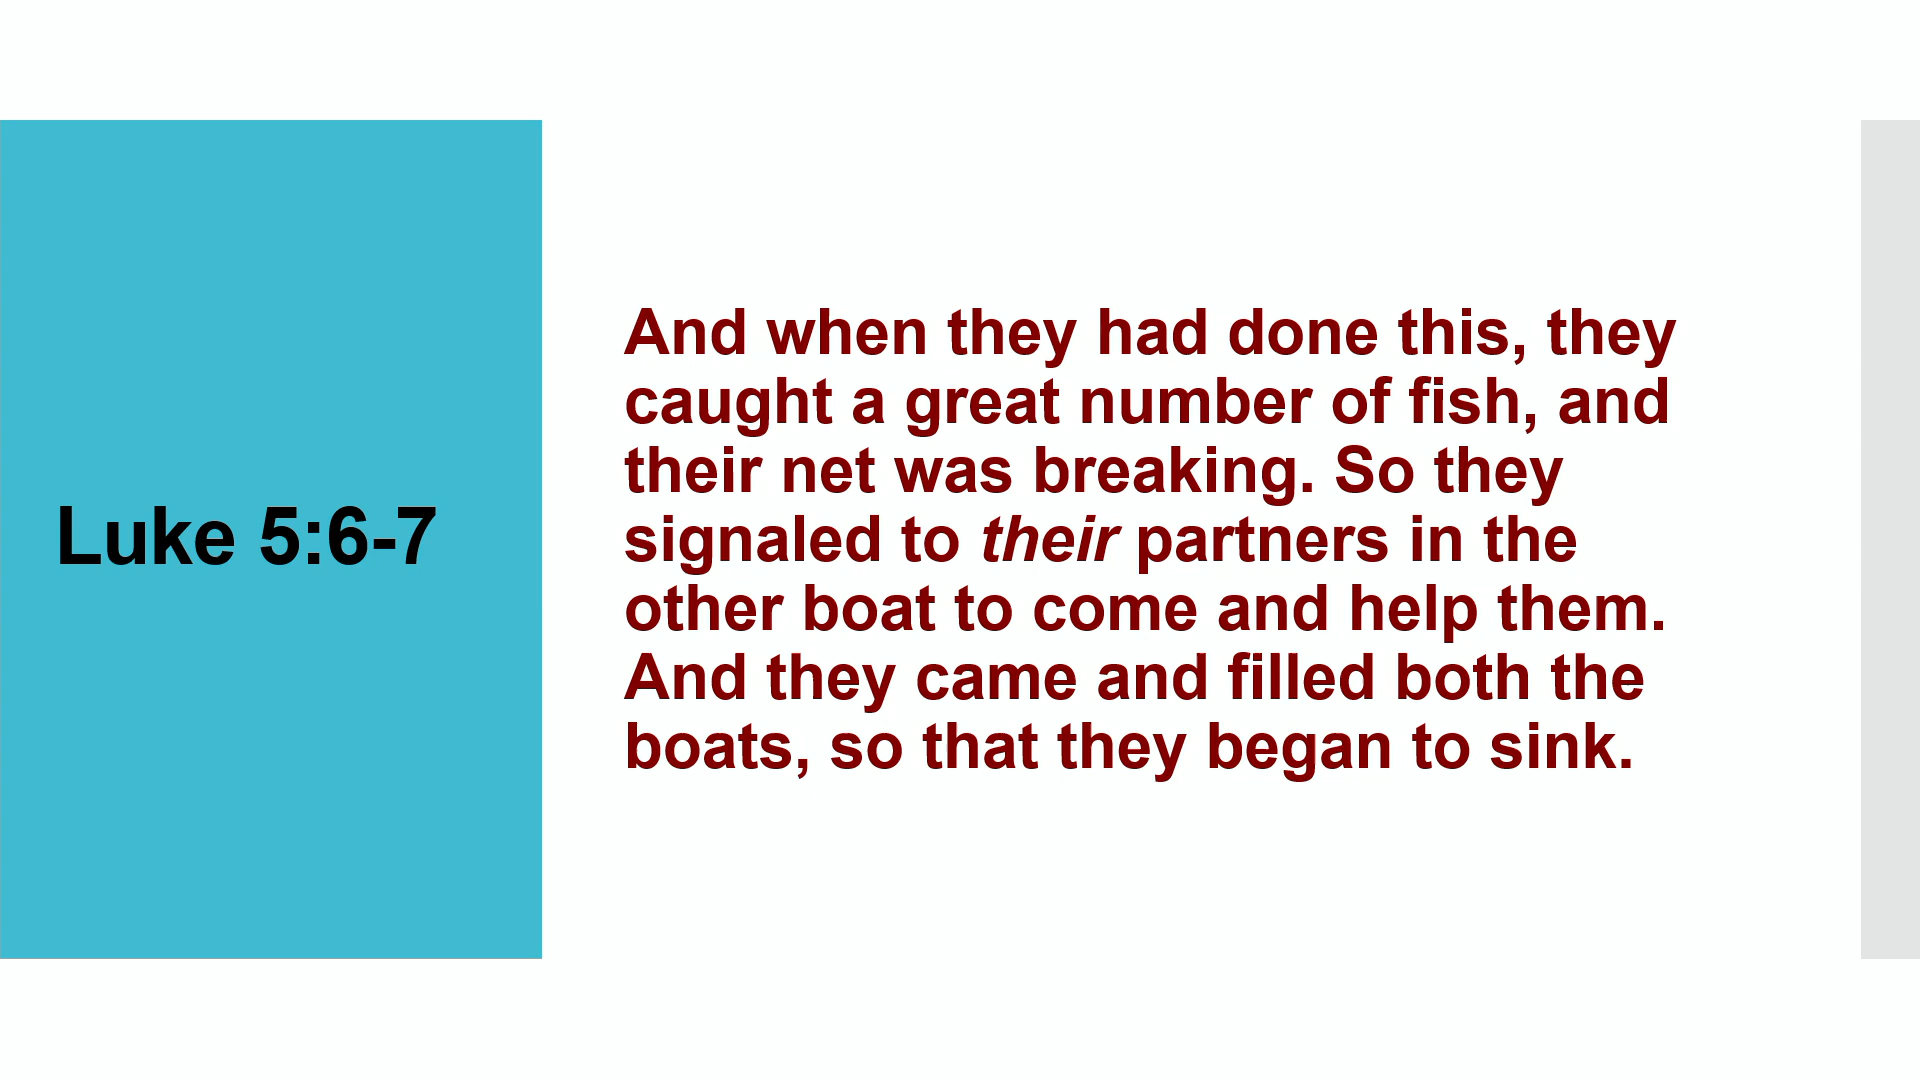 Luke 5:6-7
And when they had done this, they
caught a great number of fish, and
their net was breaking. So they
signaled to their partners in the
other boat to come and help them.
And they came and filled both the
boats, so that they began to sink.